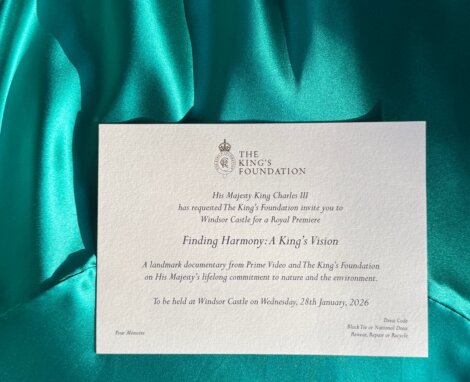 THE
KING'S
FOUNDATION
His Majesty King Charles III
has requested The King's Foundation invite you to
Windsor Castle for a Royal Premiere
Finding Harmony: A King's Vision
A landmark documentary from Prime Video and The King's Foundation
on His Majesty's lifelong commitment to nature and the environment.
To be held at Windsor Castle on Wednesday, 28th January, 2026
Dress Code
Black Tie or National Dress
Rewear, Repair or Recycle
Pour Mémoire